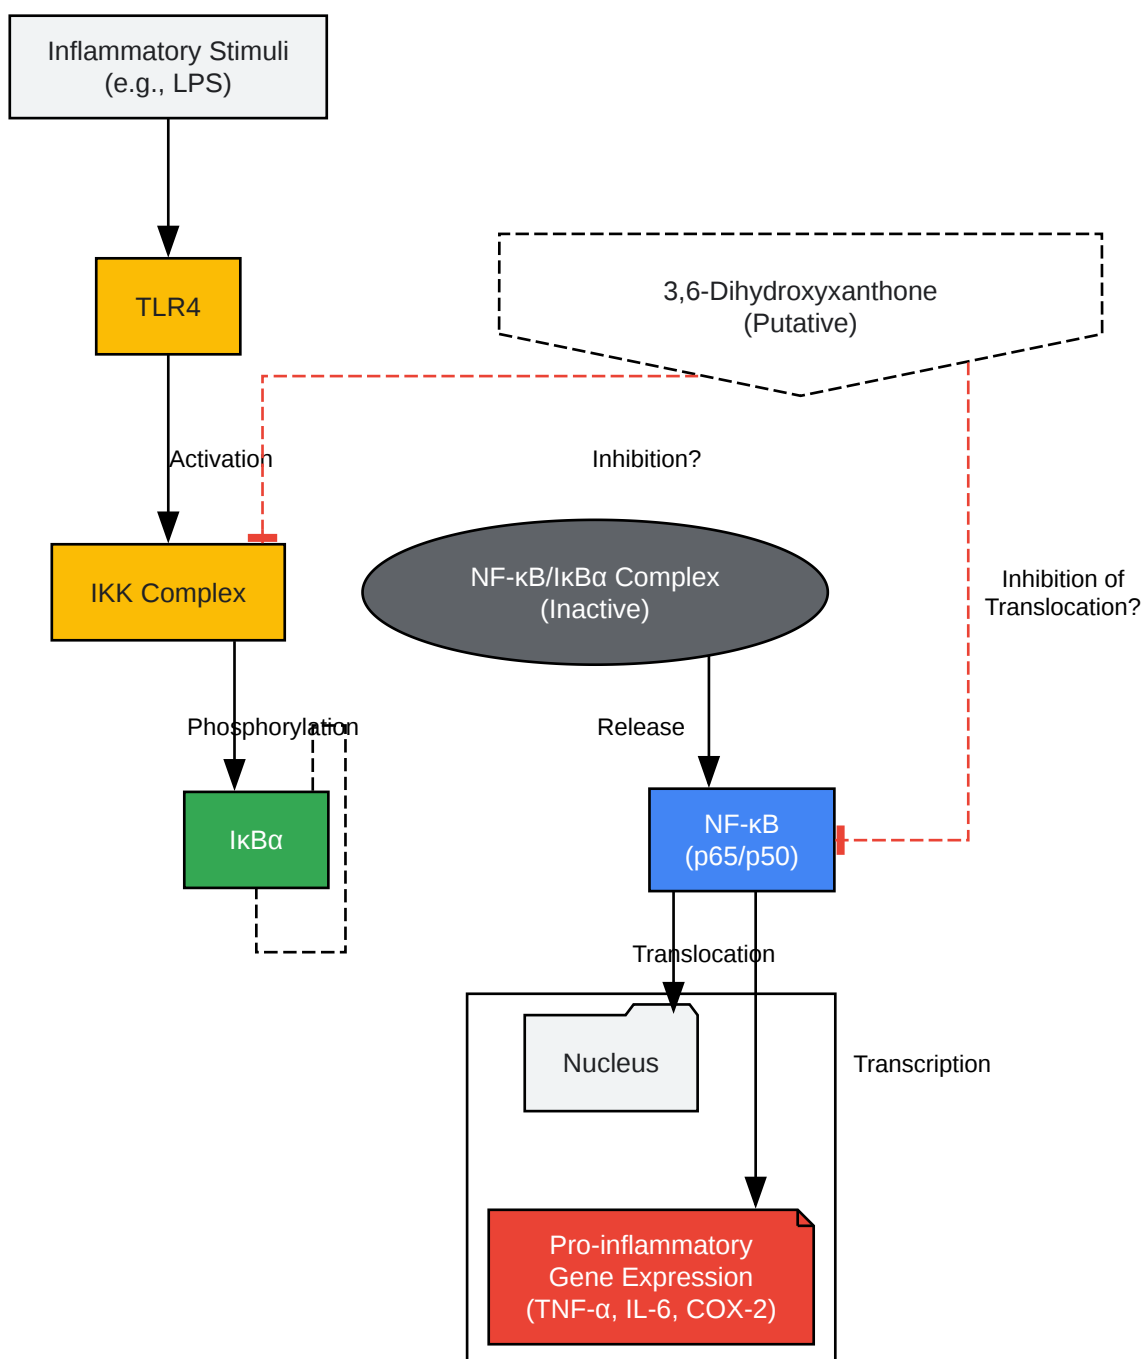 Inflammatory Stimuli
(e.g., LPS)
TLR4
3,6-Dihydroxyxanthone
(Putative)
Activation
Inhibition?
IKK Complex
NF-κB/IκBα Complex
(Inactive)
Inhibition of
Translocation?
Phosphorylation
Release
IκBα
NF-κB
(p65/p50)
Translocation
Nucleus
Transcription
Pro-inflammatory
Gene Expression
(TNF-α, IL-6, COX-2)